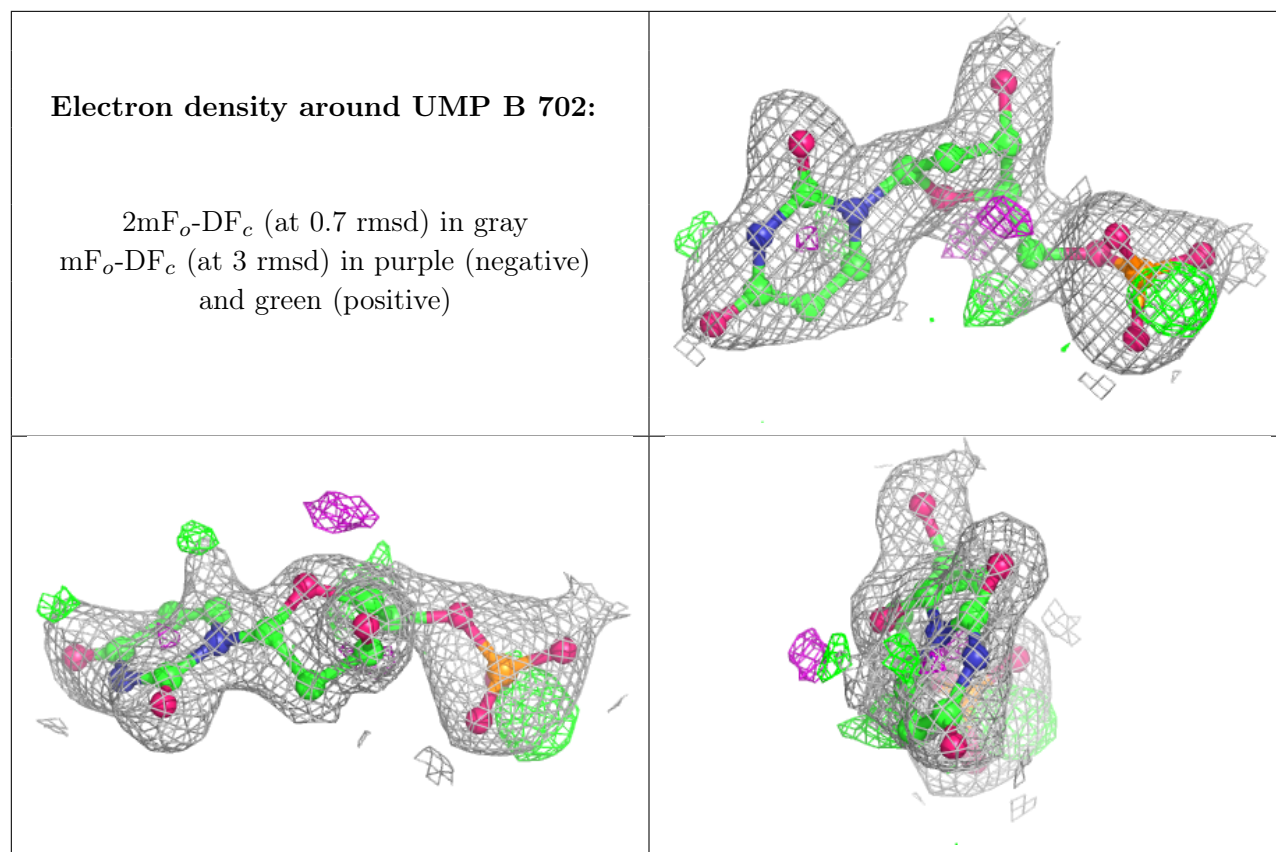 Electron density around UMP B 702:
2mFo-DFc (at 0.7 rmsd) in gray
mFo-DFc (at 3 rmsd) in purple (negative)
and green (positive)